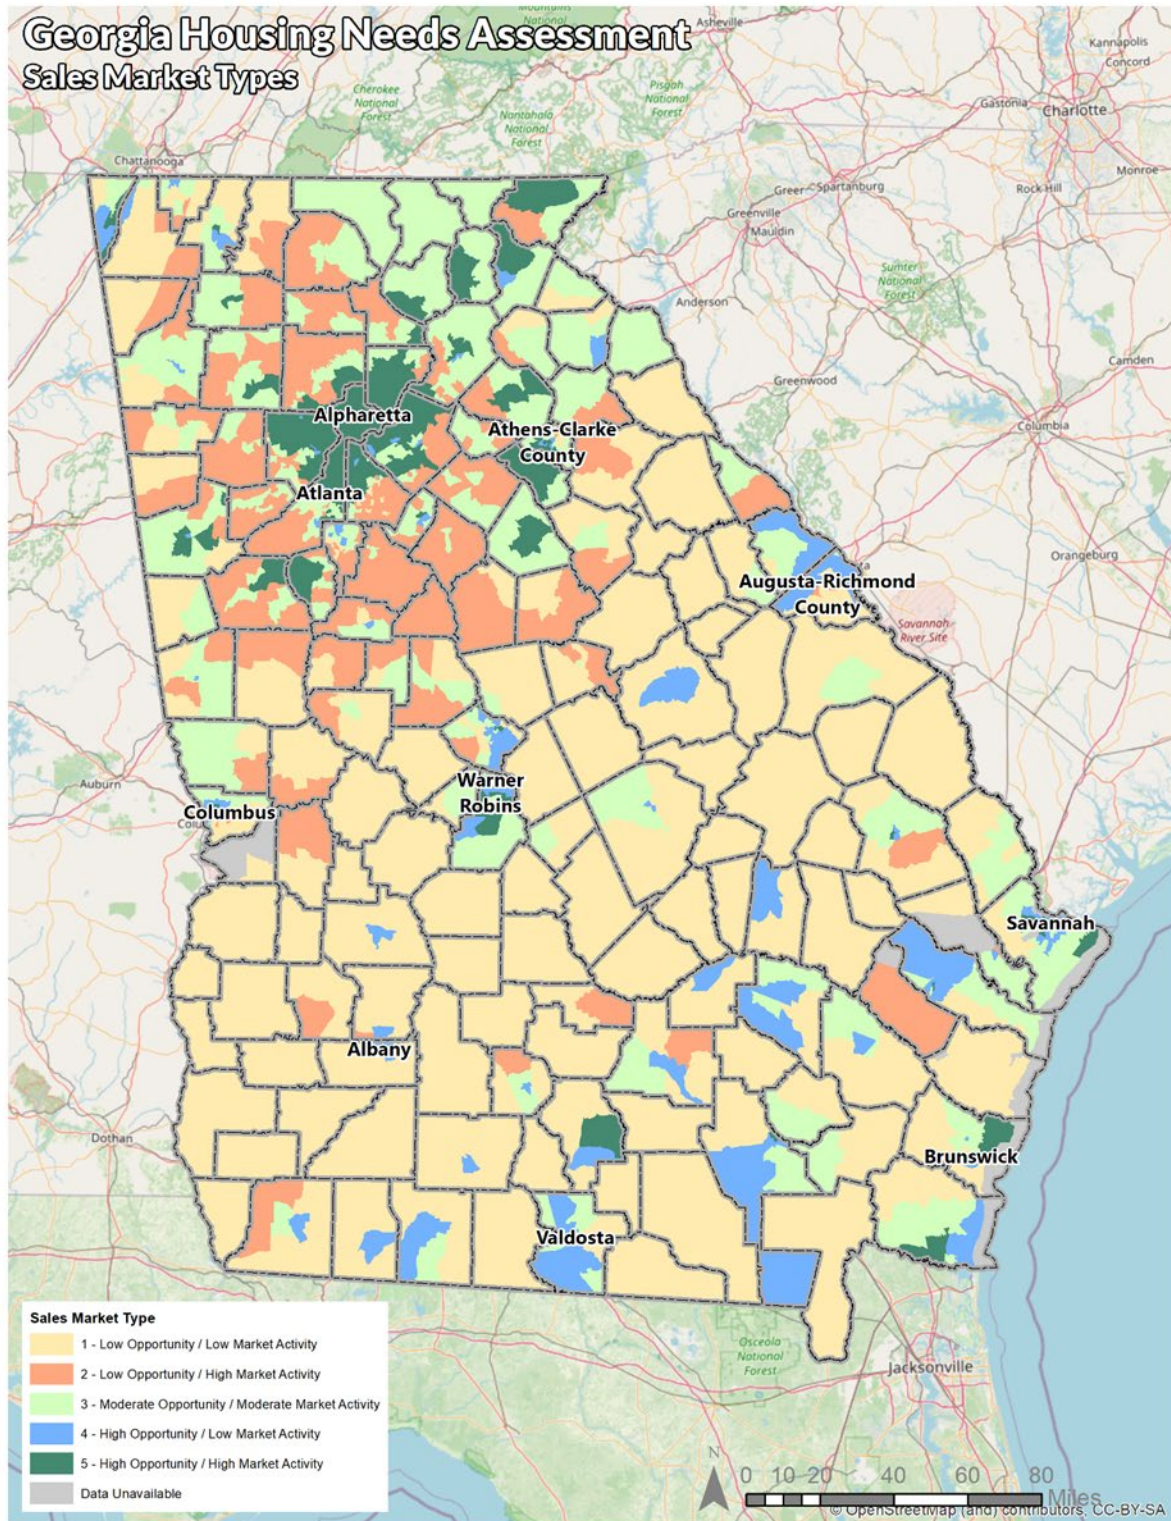 Georgia Housing Needs Assessment
Sales Market Types
Mountains
National
Forest
Asheville
Kannapolis
Concord
Cherokee
National
Forest
Pisgah
National
Forest
Nantahala
National
Forest
Gastonia
Charlotte
Chattanooga
Monroe
Greer
Spartanburg
Rock Hill
Greenville
Mauldin
Sumter
National
Forest
Anderson
Camden
Greenwood
Alpharetta
Athens-Clarke
County
Columbia
Atlanta
Orangeburg
Augusta-Richmond
County
Savannah
River Site
Auburn
Warner
Robins
Columbus
Savannah
Albany
Dothan
Brunswick
Valdosta
Osceola
National
Forest
Jacksonville
Sales Market Type
1 - Low Opportunity / Low Market Activity
2 - Low Opportunity / High Market Activity
3 - Moderate Opportunity / Moderate Market Activity
4 - High Opportunity / Low Market Activity
5 - High Opportunity / High Market Activity
Data Unavailable
N
0 10 20 40 60 80
Miles
© OpenStreetMap (and) contributors, CC-BY-SA